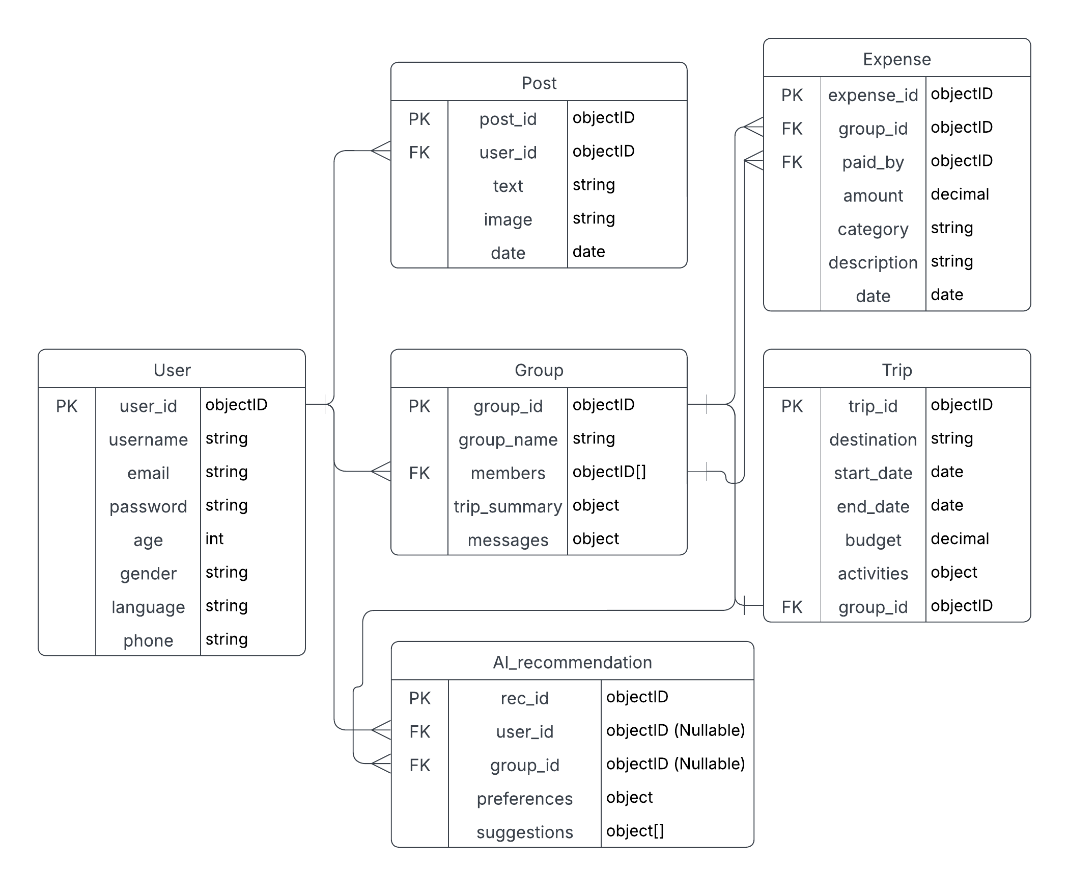 Post
PK post_id objectID
FK user_id objectID
text string
image string
date date
Expense
PK expense_id objectID
FK group_id objectID
FK paid_by objectID
amount decimal
category string
description string
date date
User
PK user_id objectID
username string
email string
password string
age int
gender string
language string
phone string
Group
PK group_id objectID
group_name string
FK members objectID[]
trip_summary object
messages object
Trip
PK trip_id objectID
destination string
start_date date
end_date date
budget decimal
activities object
FK group_id objectID
AI_recommendation
PK rec_id objectID
FK user_id objectID (Nullable)
FK group_id objectID (Nullable)
preferences object
suggestions object[]